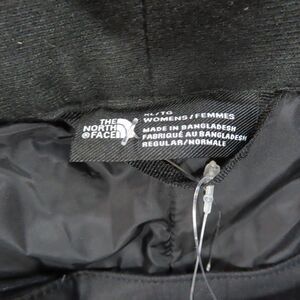 THE
NORTH
FACE
XL/TG
WOMENS/FEMMES
MADE IN BANGLADESH
FABRIQUÉ AU BANGLADESH
REGULAR/NORMALE